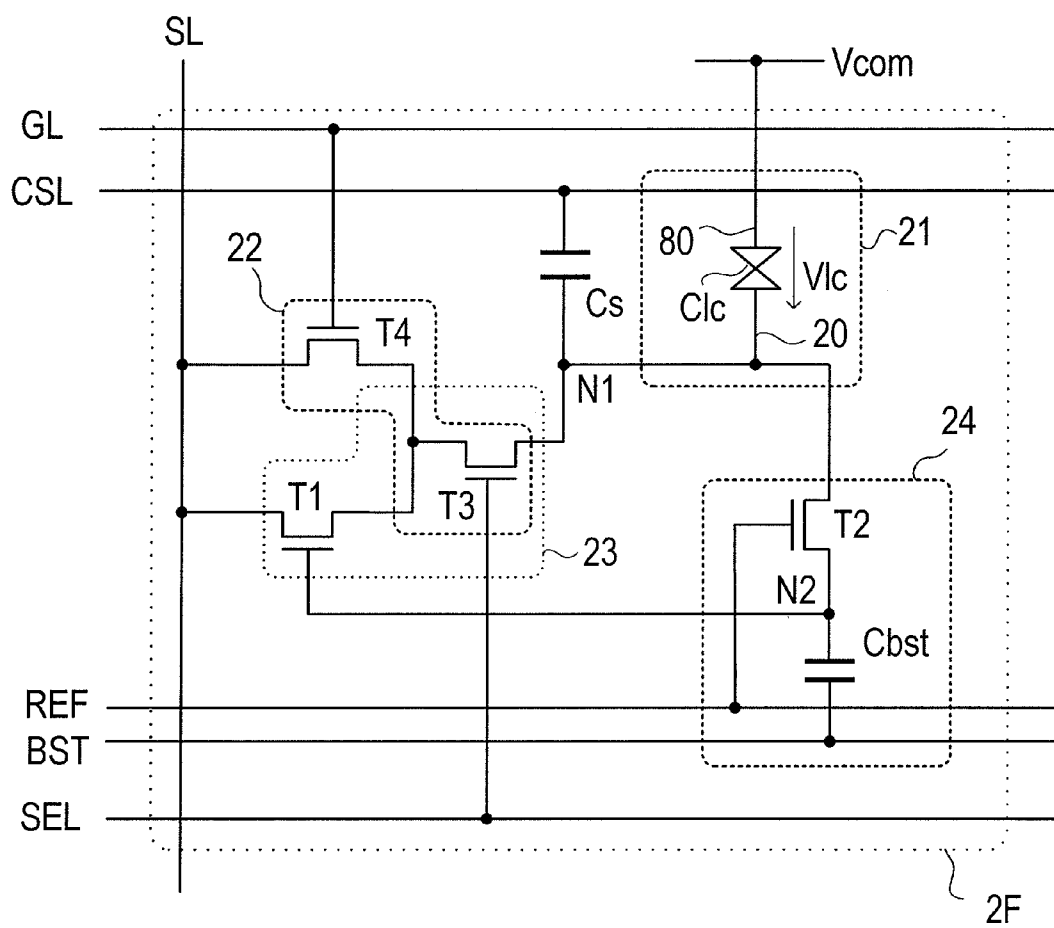 SL
Vcom
GL
CSL
80
21
22
Vlc
Cs
Clc
T4
20
N1
24
T1
T3
T2
23
N2
Cbst
REF
BST
SEL
2F